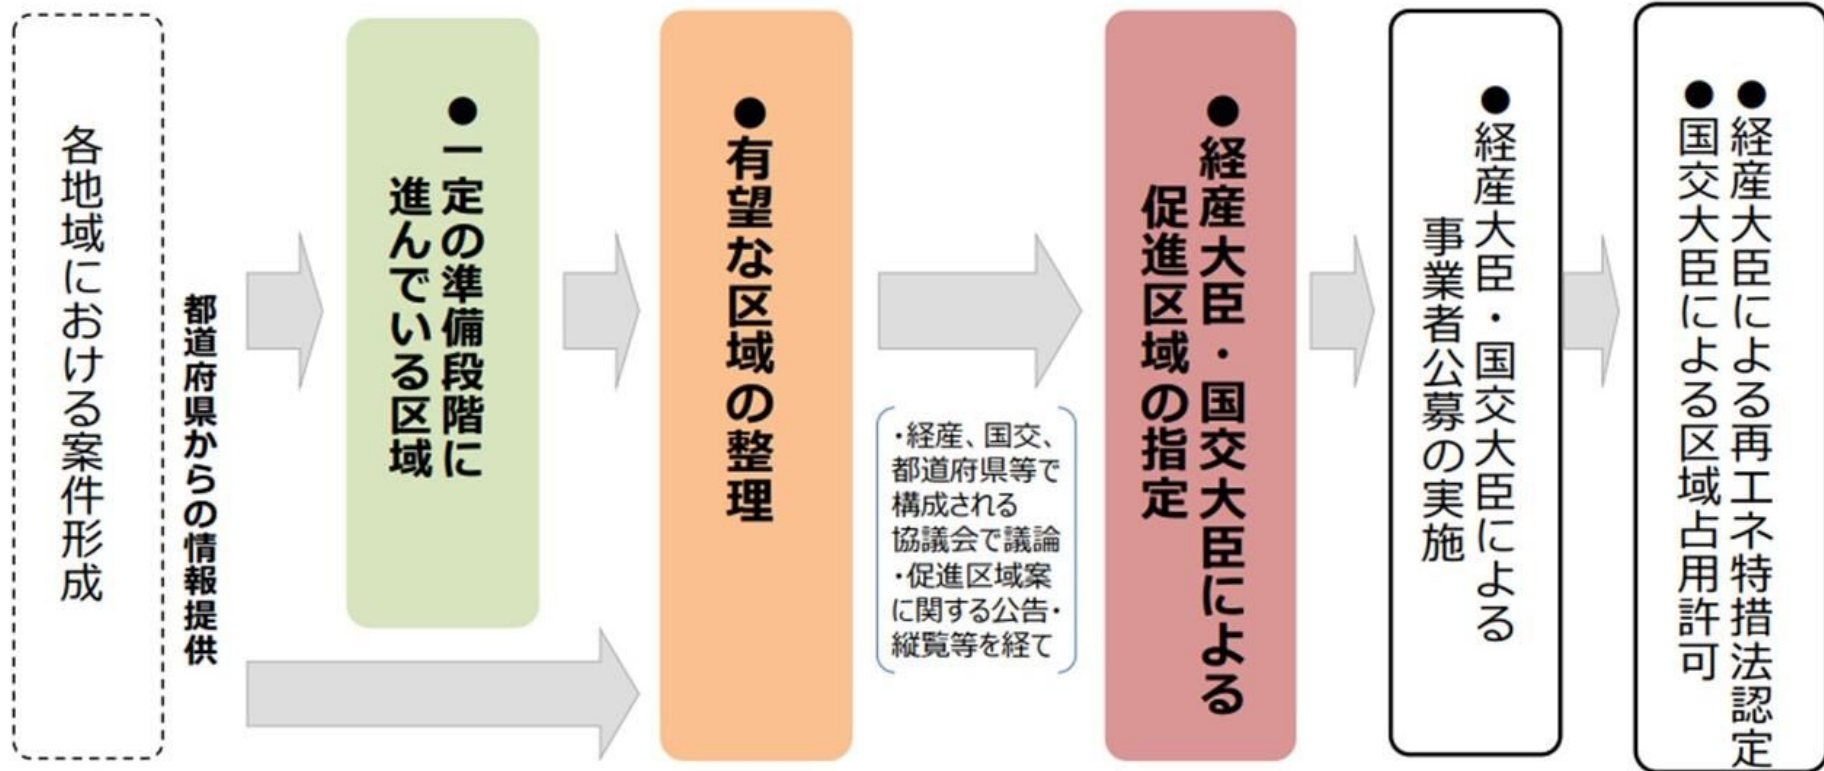 各地域における案件形成
都道府県からの情報提供
●一定の準備段階に
進んでいる区域
●有望な区域の整理
・経産、国交、
都道府県等で
構成される
協議会で議論
・促進区域案
に関する公告・
縦覧等を経て
●経産大臣・国交大臣による
促進区域の指定
●経産大臣・国交大臣による
事業者公募の実施
●経産大臣による再エネ特措法認定
●国交大臣による区域占用許可